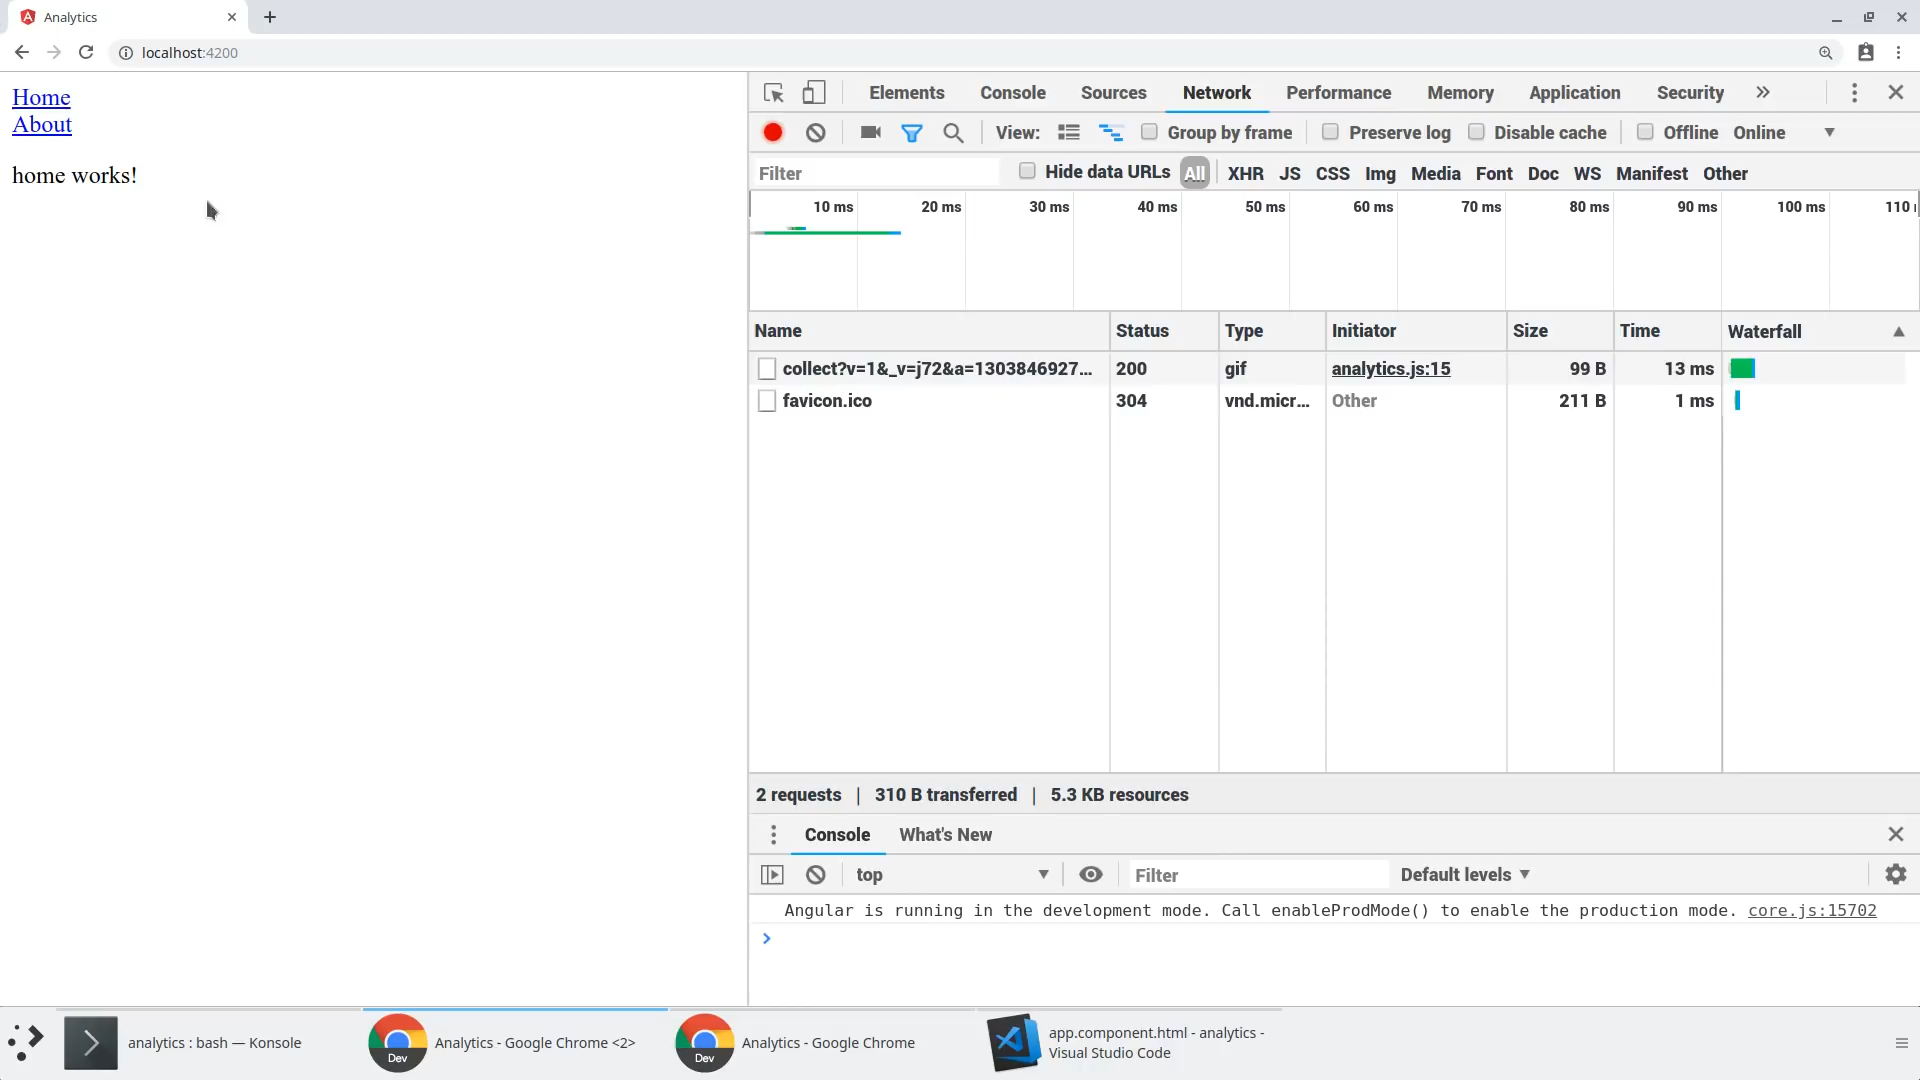 Analytics
localhost:4200
Home
About
home works!
Elements Console Sources Network Performance Memory Application Security
View: Group by frame Preserve log Disable cache Offline Online
Filter Hide data URLs All XHR JS CSS Img Media Font Doc WS Manifest Other
10 ms 20 ms 30 ms 40 ms 50 ms 60 ms 70 ms 80 ms 90 ms 100 ms 110
Name Status Type Initiator Size Time Waterfall
collect?v=1&_v=j72&a=1303846927... 200 gif analytics.js:15 99 B 13 ms
favicon.ico 304 vnd.micr... Other 211 B 1 ms
2 requests | 310 B transferred | 5.3 KB resources
Console What's New
top Filter Default levels
Angular is running in the development mode. Call enableProdMode() to enable the production mode. core.js:15702
analytics : bash — Konsole
Dev
Analytics - Google Chrome <2>
Dev
Analytics - Google Chrome
app.component.html - analytics -
Visual Studio Code